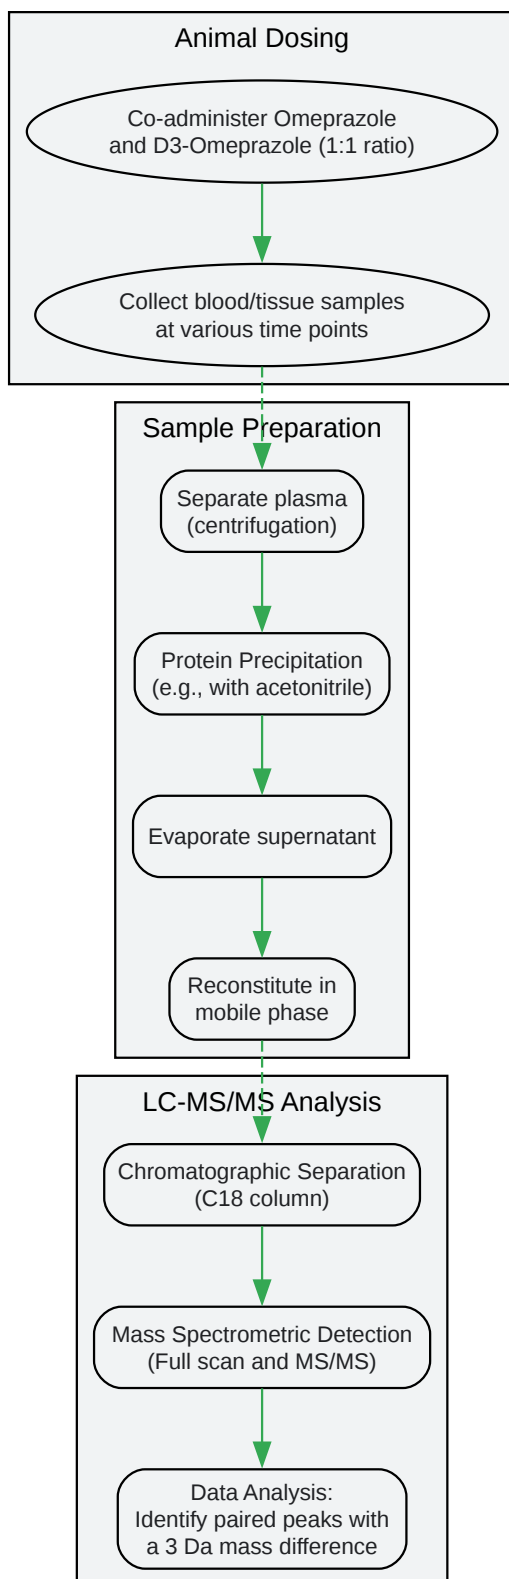 Animal Dosing
Co-administer Omeprazole
and D3-Omeprazole (1:1 ratio)
Collect blood/tissue samples
at various time points
Sample Preparation
Separate plasma
(centrifugation)
Protein Precipitation
(e.g., with acetonitrile)
Evaporate supernatant
Reconstitute in
mobile phase
LC-MS/MS Analysis
Chromatographic Separation
(C18 column)
Mass Spectrometric Detection
(Full scan and MS/MS)
Data Analysis:
Identify paired peaks with
a 3 Da mass difference